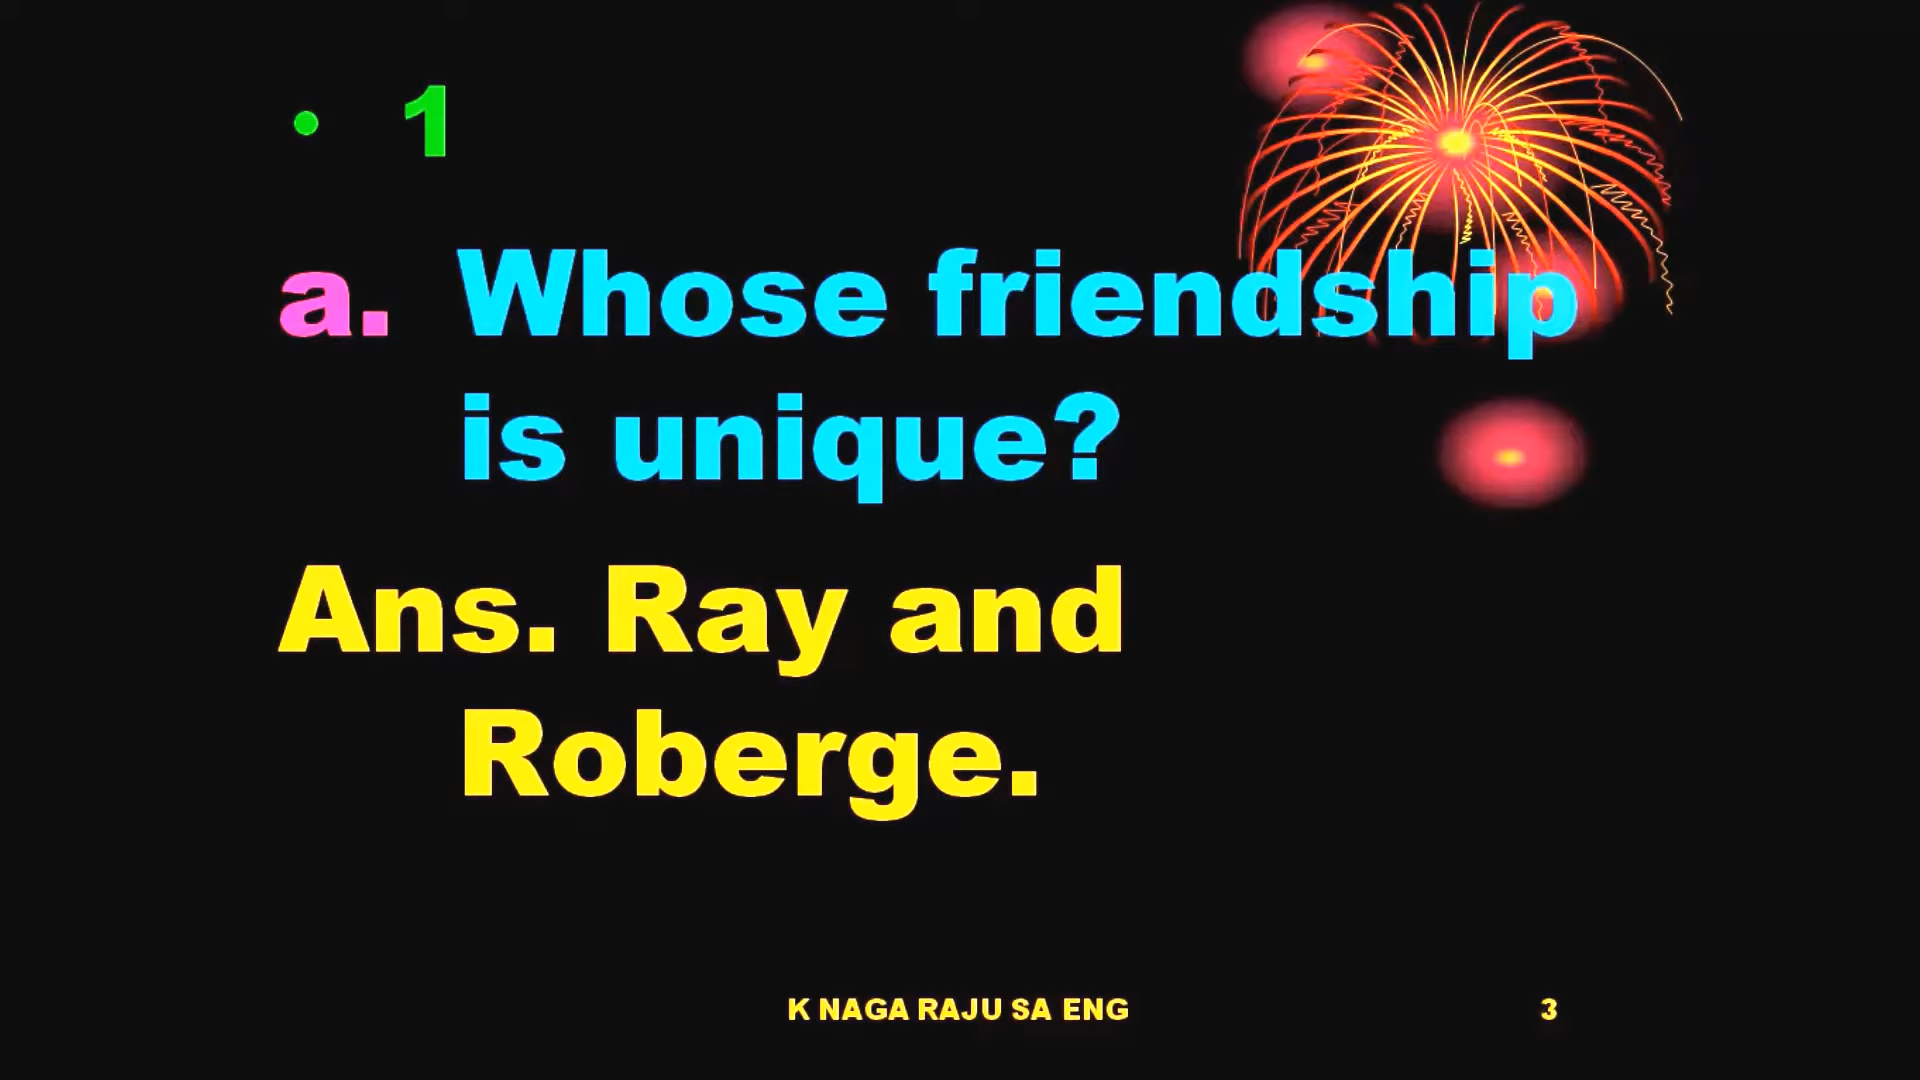 • 1
a. Whose friendship
is unique?
Ans. Ray and
Roberge.
K NAGA RAJU SA ENG
3